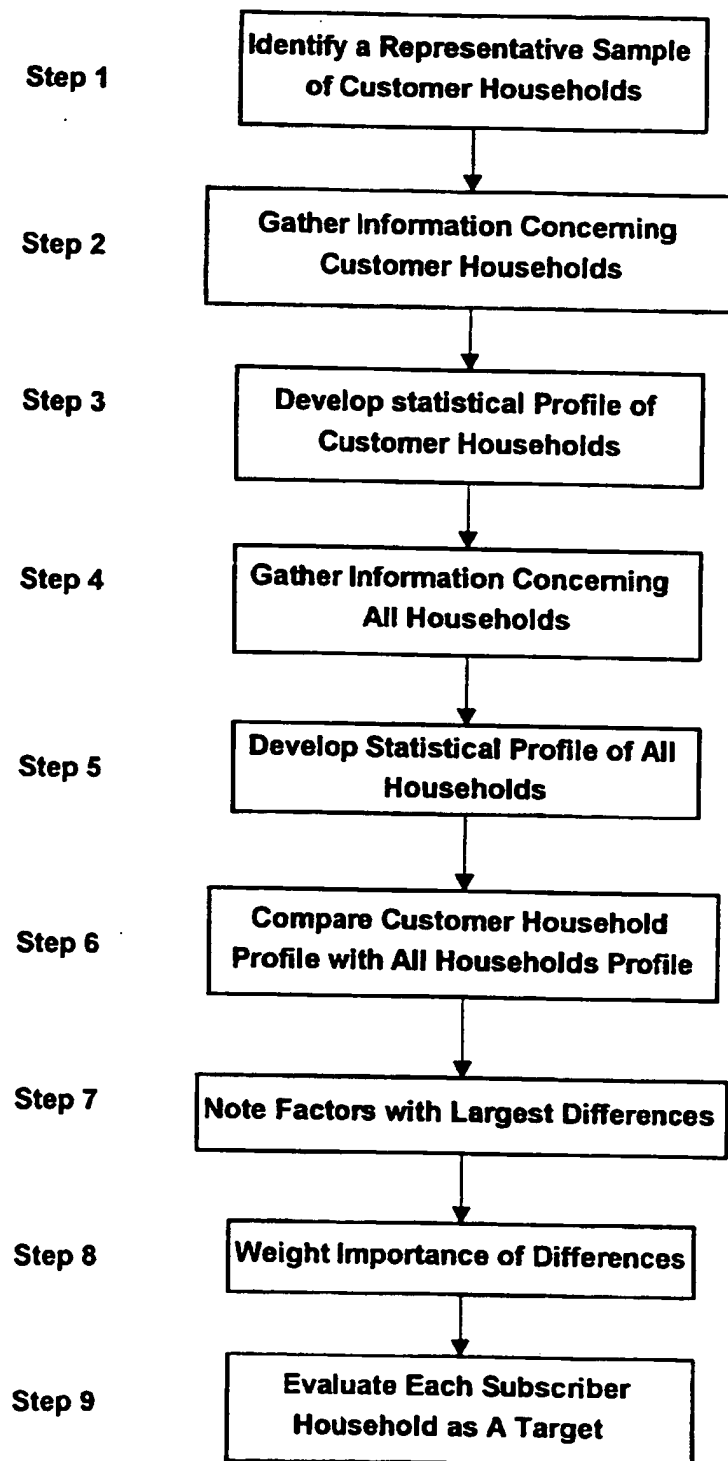 Step 1
Identify a Representative Sample
of Customer Households
Step 2
Gather Information Concerning
Customer Households
Step 3
Develop statistical Profile of
Customer Households
Step 4
Gather Information Concerning
All Households
Step 5
Develop Statistical Profile of All
Households
Step 6
Compare Customer Household
Profile with All Households Profile
Step 7
Note Factors with Largest Differences
Step 8
Weight Importance of Differences
Step 9
Evaluate Each Subscriber
Household as A Target